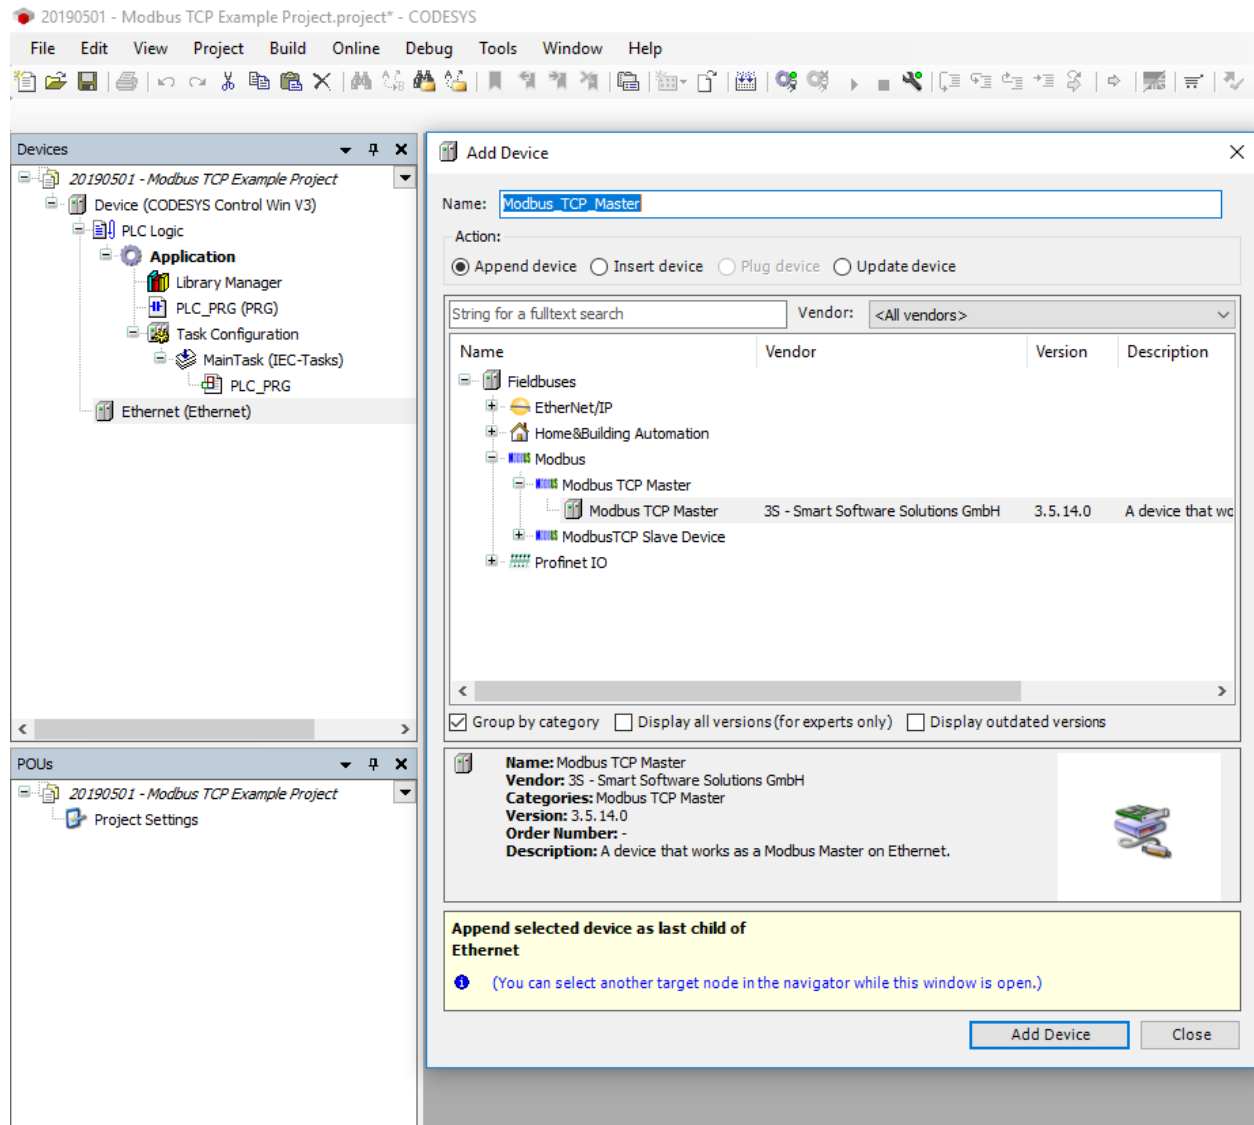 20190501 - Modbus TCP Example Project.project* - CODESYS
File Edit View Project Build Online Debug Tools Window Help
Devices
20190501 - Modbus TCP Example Project
Device (CODESYS Control Win V3)
PLC Logic
Application
Library Manager
PLC_PRG (PRG)
Task Configuration
MainTask (IEC-Tasks)
PLC_PRG
Ethernet (Ethernet)
POUs
20190501 - Modbus TCP Example Project
Project Settings
Add Device
Name: Modbus_TCP_Master
Action:
Append device Insert device Plug device Update device
String for a fulltext search Vendor: <All vendors>
Name Vendor Version Description
Fieldbuses
EtherNet/IP
Home&Building Automation
Modbus
Modbus TCP Master
Modbus TCP Master 3S - Smart Software Solutions GmbH 3.5.14.0 A device that wo
ModbusTCP Slave Device
Profinet IO
Group by category Display all versions (for experts only) Display outdated versions
Name: Modbus TCP Master
Vendor: 3S - Smart Software Solutions GmbH
Categories: Modbus TCP Master
Version: 3.5.14.0
Order Number: -
Description: A device that works as a Modbus Master on Ethernet.
Append selected device as last child of
Ethernet
(You can select another target node in the navigator while this window is open.)
Add Device Close